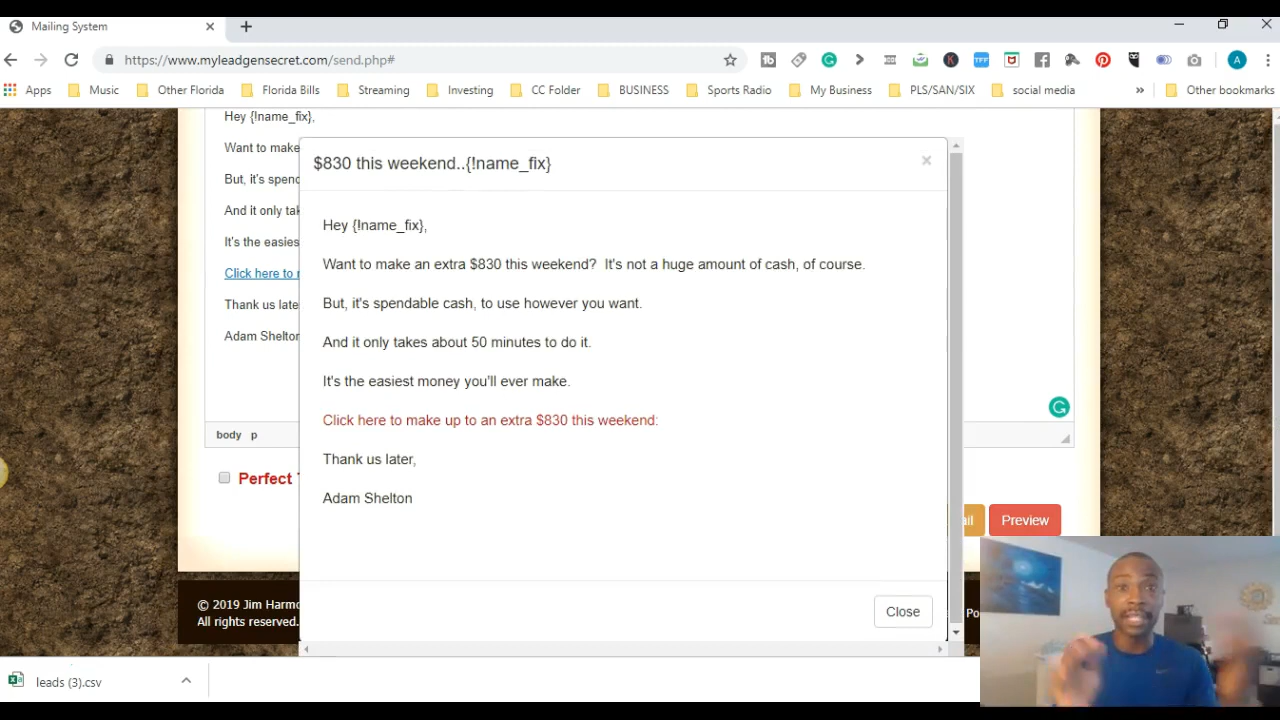 Mailing System
https://www.myleadgensecret.com/send.php#
Apps
Music
Other Florida
Florida Bills
Streaming
Investing
CC Folder
BUSINESS
Sports Radio
My Business
PLS/SAN/SIX
social media
»
Other bookmarks
Hey {!name_fix},
Want to make
But, it's spend
And it only tak
It's the easies
Click here to
Thank us late
Adam Shelton
$830 this weekend..{!name_fix}
×
Hey {!name_fix},
Want to make an extra $830 this weekend? It's not a huge amount of cash, of course.
But, it's spendable cash, to use however you want.
And it only takes about 50 minutes to do it.
It's the easiest money you'll ever make.
Click here to make up to an extra $830 this weekend:
Thank us later,
Adam Shelton
body p
Perfect
ail
Preview
© 2019 Jim Harmo
All rights reserved.
Po
Close
leads (3).csv